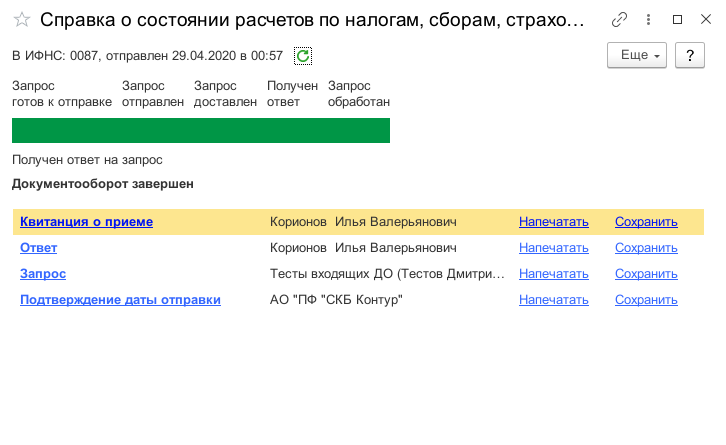 Справка о состоянии расчетов по налогам, сборам, страхо...
В ИФНС: 0087, отправлен 29.04.2020 в 00:57
Еще
?
Запрос готов к отправке
Запрос отправлен
Запрос доставлен
Получен ответ
Запрос обработан
Получен ответ на запрос
Документооборот завершен
Квитанция о приеме Корионов Илья Валерьянович Напечатать Сохранить
Ответ Корионов Илья Валерьянович Напечатать Сохранить
Запрос Тесты входящих ДО (Тестов Дмитри... Напечатать Сохранить
Подтверждение даты отправки АО "ПФ "СКБ Контур" Напечатать Сохранить